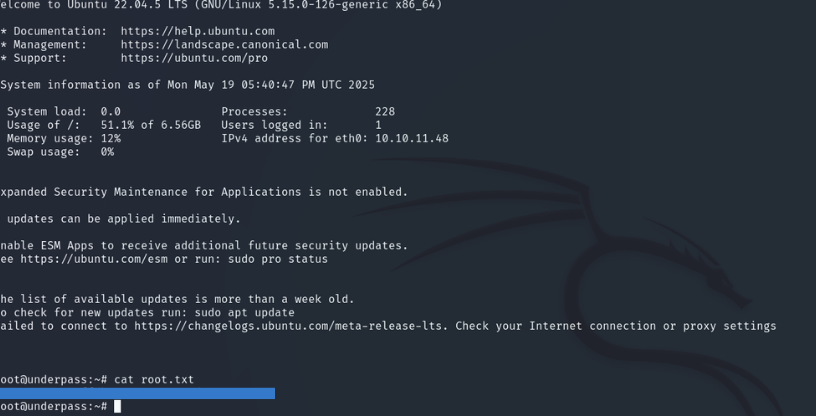 elcome to Ubuntu 22.04.5 LTS (GNU/Linux 5.15.0-126-generic x86_64)
* Documentation:  https://help.ubuntu.com
* Management:     https://landscape.canonical.com
* Support:        https://ubuntu.com/pro
System information as of Mon May 19 05:40:47 PM UTC 2025
System load:  0.0               Processes:             228
Usage of /:   51.1% of 6.56GB   Users logged in:       1
Memory usage: 12%               IPv4 address for eth0: 10.10.11.48
Swap usage:   0%
xpanded Security Maintenance for Applications is not enabled.
updates can be applied immediately.
nable ESM Apps to receive additional future security updates.
ee https://ubuntu.com/esm or run: sudo pro status
he list of available updates is more than a week old.
o check for new updates run: sudo apt update
ailed to connect to https://changelogs.ubuntu.com/meta-release-lts. Check your Internet connection or proxy settings
oot@underpass:~# cat root.txt
oot@underpass:~#